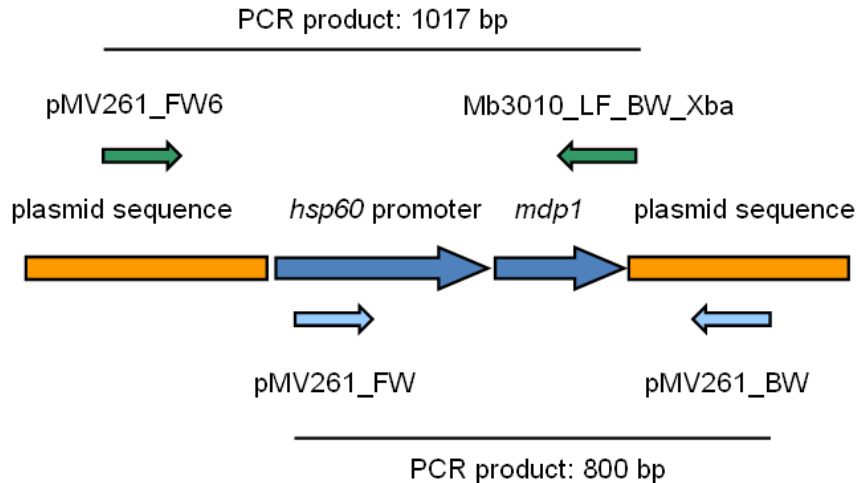 PCR product: 1017 bp
pMV261_FW6
Mb3010_LF_BW_Xba
plasmid sequence
hsp60 promoter
mdp1
plasmid sequence
pMV261_FW
pMV261_BW
PCR product: 800 bp